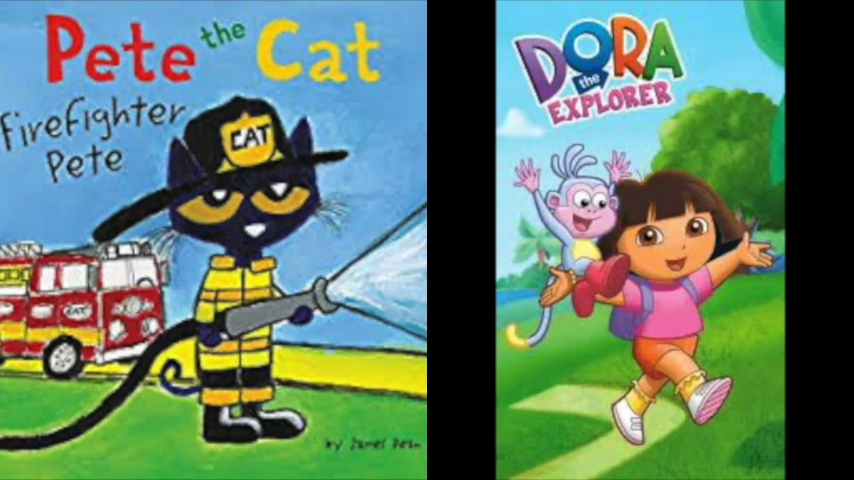 Pete the Cat
Firefighter
Pete
CAT
CAT
by James Dean
DORA
the
EXPLORER